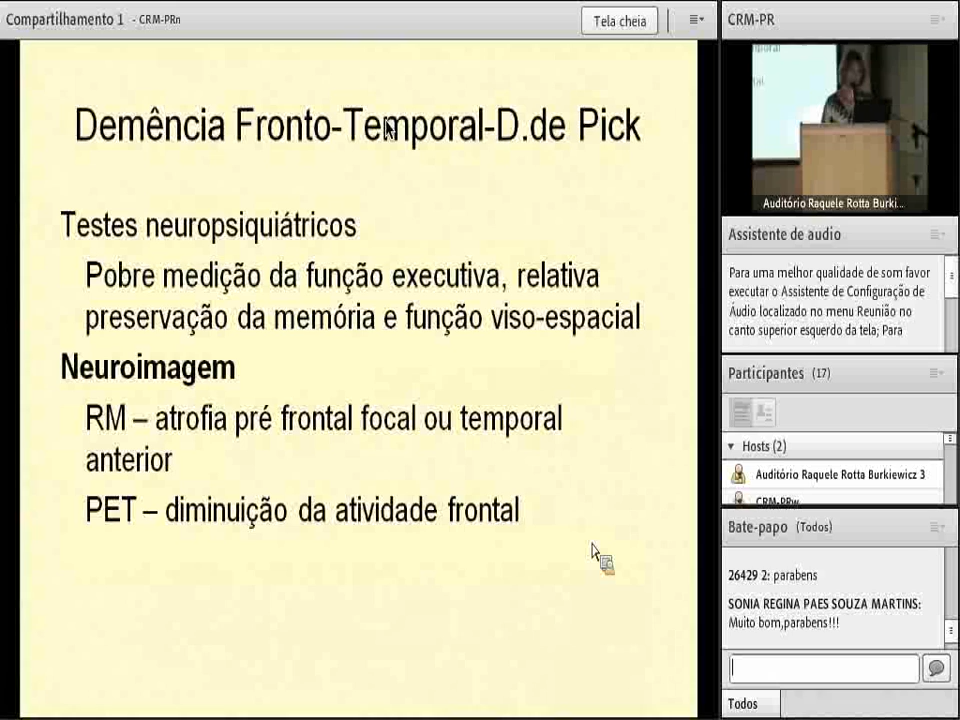 Compartilhamento 1 - CRM-PRn
Tela cheia
Demência Fronto-Temporal-D.de Pick
Testes neuropsiquiátricos
Pobre medição da função executiva, relativa
preservação da memória e função viso-espacial
Neuroimagem
RM – atrofia pré frontal focal ou temporal
anterior
PET – diminuição da atividade frontal
CRM-PR
Auditório Raquele Rotta Burki...
Assistente de audio
Para uma melhor qualidade de som favor
executar o Assistente de Configuração de
Áudio localizado no menu Reunião no
canto superior esquerdo da tela; Para
Participantes (17)
Hosts (2)
Auditório Raquele Rotta Burkiewicz 3
CRM-PRw
Bate-papo (Todos)
26429 2: parabens
SONIA REGINA PAES SOUZA MARTINS:
Muito bom,parabens!!!
Todos